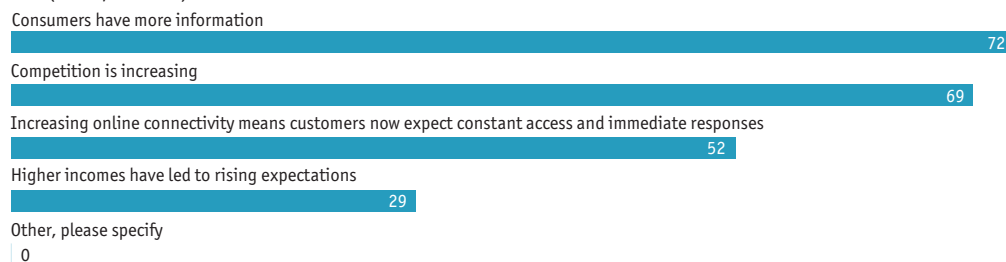 Consumers have more information
72
Competition is increasing
69
Increasing online connectivity means customers now expect constant access and immediate responses
52
Higher incomes have led to rising expectations
29
Other, please specify
0